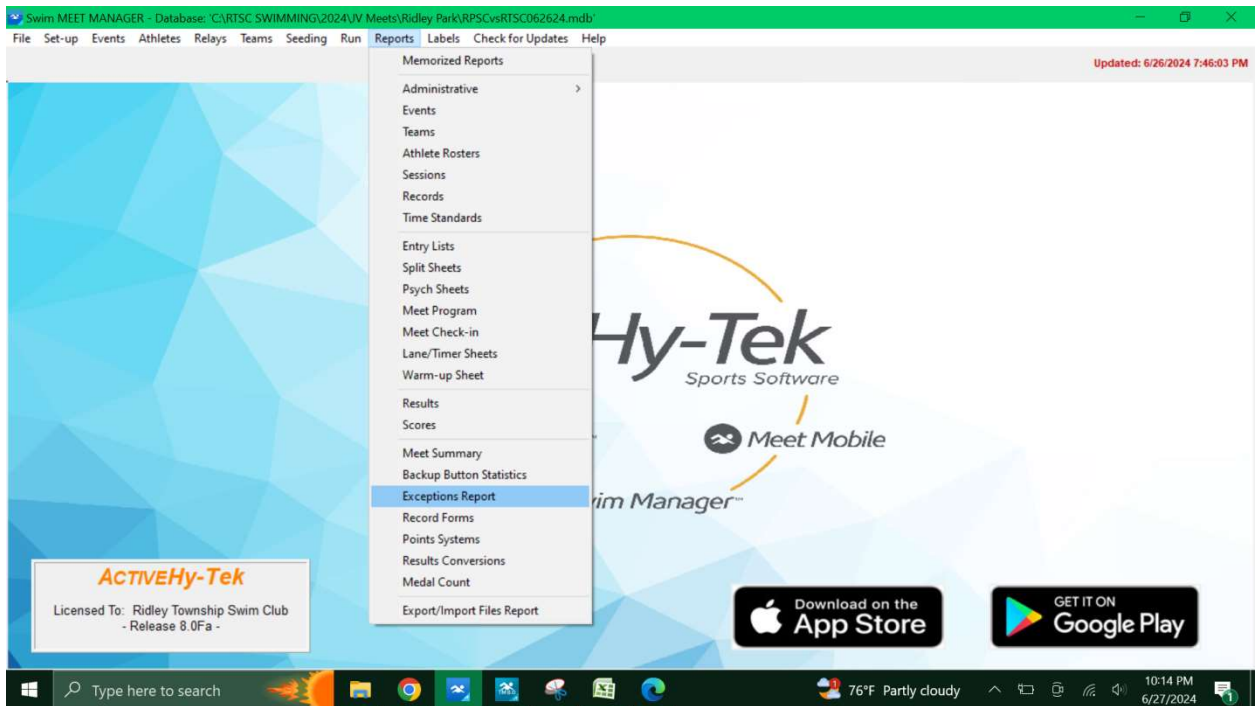 Swim MEET MANAGER - Database: 'C:\RTSC SWIMMING\2024\JV Meets\Ridley Park\RPSCvsRTSC062624.mdb'
File Set-up Events Athletes Relays Teams Seeding Run Reports Labels Check for Updates Help
Updated: 6/26/2024 7:46:03 PM
Memorized Reports
Administrative >
Events
Teams
Athlete Rosters
Sessions
Records
Time Standards
Entry Lists
Split Sheets
Psych Sheets
Meet Program
Meet Check-in
Lane/Timer Sheets
Warm-up Sheet
Results
Scores
Meet Summary
Backup Button Statistics
Exceptions Report
Record Forms
Points Systems
Results Conversions
Medal Count
Export/Import Files Report
Hy-Tek
Sports Software
Meet Mobile
im Manager™
ACTIVEHy-Tek
Licensed To: Ridley Township Swim Club
- Release 8.0Fa -
Download on the
App Store
GET IT ON
Google Play
Type here to search
76°F Partly cloudy
10:14 PM
6/27/2024
1